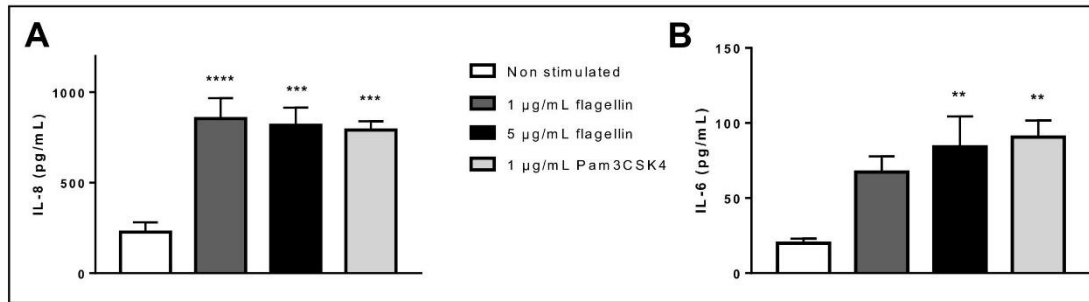 A
IL-8 (pg/mL)
1000
500
0
****
***
***
Non stimulated
1 µg/mL flagellin
5 µg/mL flagellin
1 µg/mL Pam3CSK4
B
IL-6 (pg/mL)
150
100
50
0
**
**